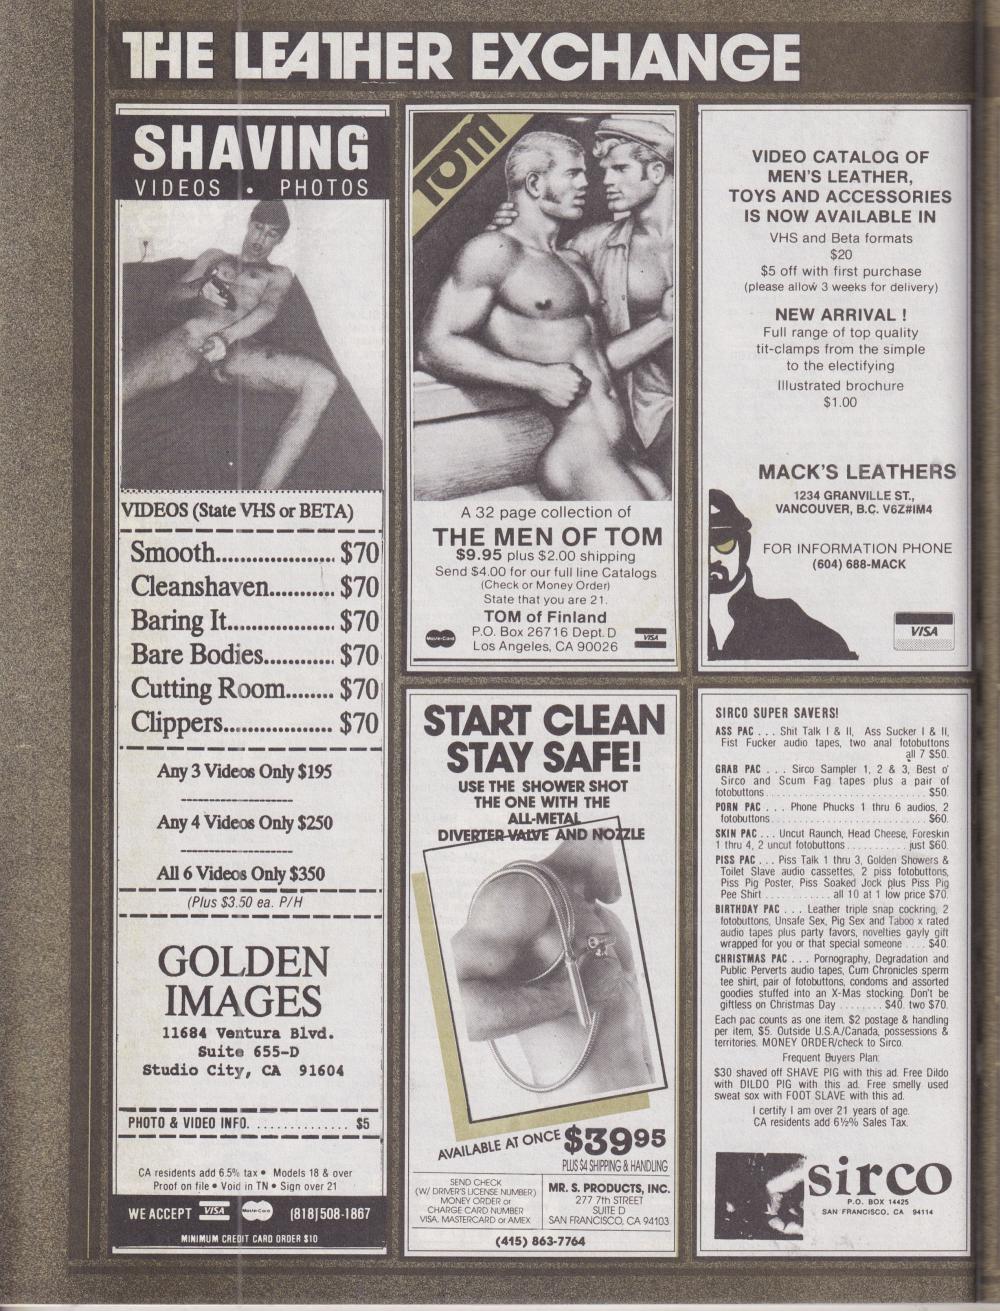 THE LEATHER EXCHANGE
SHAVING
VIDEOS • PHOTOS
VIDEOS (State VHS or BETA)
Smooth.................... $70
Cleanshaven........... $70
Baring It.................. $70
Bare Bodies............ $70
Cutting Room........ $70
Clippers................... $70
Any 3 Videos Only $195
Any 4 Videos Only $250
All 6 Videos Only $350
(Plus $3.50 ea. P/H
GOLDEN
IMAGES
11684 Ventura Blvd.
Suite 655-D
Studio City, CA 91604
PHOTO & VIDEO INFO. .............. $5
CA residents add 6.5% tax • Models 18 & over
Proof on file • Void in TN • Sign over 21
WE ACCEPT VISA MasterCard (818)508-1867
MINIMUM CREDIT CARD ORDER $10
TOM
A 32 page collection of
THE MEN OF TOM
$9.95 plus $2.00 shipping
Send $4.00 for our full line Catalogs
(Check or Money Order)
State that you are 21.
TOM of Finland
P.O. Box 26716 Dept. D
Los Angeles, CA 90026
MasterCard
VISA
VIDEO CATALOG OF
MEN'S LEATHER,
TOYS AND ACCESSORIES
IS NOW AVAILABLE IN
VHS and Beta formats
$20
$5 off with first purchase
(please allow 3 weeks for delivery)
NEW ARRIVAL !
Full range of top quality
tit-clamps from the simple
to the electifying
Illustrated brochure
$1.00
MACK'S LEATHERS
1234 GRANVILLE ST.,
VANCOUVER, B.C. V6Z#IM4
FOR INFORMATION PHONE
(604) 688-MACK
VISA
START CLEAN
STAY SAFE!
USE THE SHOWER SHOT
THE ONE WITH THE
ALL-METAL
DIVERTER VALVE AND NOZZLE
AVAILABLE AT ONCE $39 95
PLUS $4 SHIPPING & HANDLING
SEND CHECK
(W/ DRIVER'S LICENSE NUMBER)
MONEY ORDER or
CHARGE CARD NUMBER
VISA, MASTERCARD or AMEX
MR. S. PRODUCTS, INC.
277 7th STREET
SUITE D
SAN FRANCISCO, CA 94103
(415) 863-7764
SIRCO SUPER SAVERS!
ASS PAC . . . Shit Talk I & II, Ass Sucker I & II,
Fist Fucker audio tapes, two anal fotobuttons
all 7 $50.
GRAB PAC . . . Sirco Sampler 1, 2 & 3, Best o'
Sirco and Scum Fag tapes plus a pair of
fotobuttons . . . . . . . . . . . . . . . . . . . . . . . . $50.
PORN PAC . . . Phone Phucks 1 thru 6 audios, 2
fotobuttons . . . . . . . . . . . . . . . . . . . . . . . . $60.
SKIN PAC . . . Uncut Raunch, Head Cheese, Foreskin
1 thru 4, 2 uncut fotobuttons . . . . . . . . . . just $60.
PISS PAC . . . Piss Talk 1 thru 3, Golden Showers &
Toilet Slave audio cassettes, 2 piss fotobuttons,
Piss Pig Poster, Piss Soaked Jock plus Piss Pig
Pee Shirt . . . . . . . . . . . all 10 at 1 low price $70.
BIRTHDAY PAC . . . Leather triple snap cockring, 2
fotobuttons, Unsafe Sex, Pig Sex and Taboo x rated
audio tapes plus party favors, novelties gayly gift
wrapped for you or that special someone . . . . $40.
CHRISTMAS PAC . . . Pornography, Degradation and
Public Perverts audio tapes, Cum Chronicles sperm
tee shirt, pair of fotobuttons, condoms and assorted
goodies stuffed into an X-Mas stocking. Don't be
giftless on Christmas Day . . . . . . . . $40. two $70.
Each pac counts as one item. $2 postage & handling
per item, $5. Outside U.S.A./Canada, possessions &
territories. MONEY ORDER/check to Sirco.
Frequent Buyers Plan:
$30 shaved off SHAVE PIG with this ad. Free Dildo
with DILDO PIG with this ad. Free smelly used
sweat sox with FOOT SLAVE with this ad.
I certify I am over 21 years of age.
CA residents add 6½% Sales Tax.
sirco
P.O. BOX 14425
SAN FRANCISCO, CA 94114